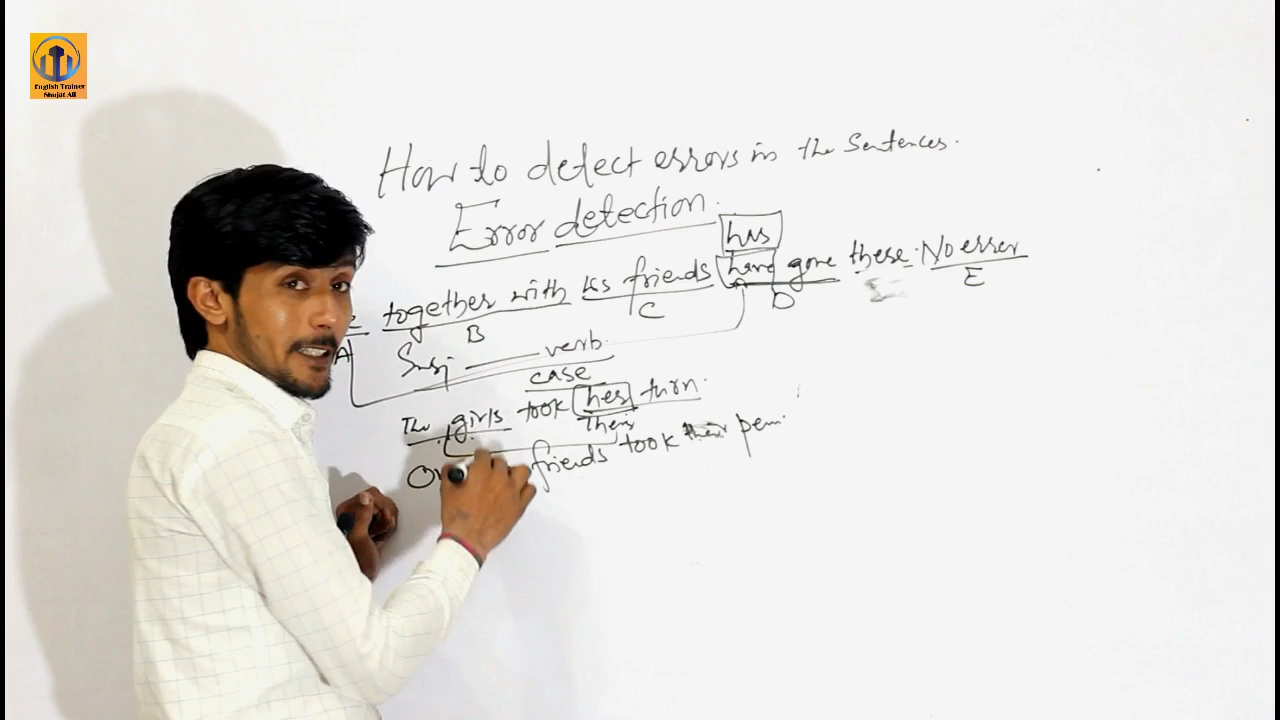 English Trainer
Shujat Ali
How to detect errors in the Sentences.
Error detection.
has
together with his friends have gone these. No error
A B C D E
Subj verb
case
The girls took her turn.
Their
friends took their pen.